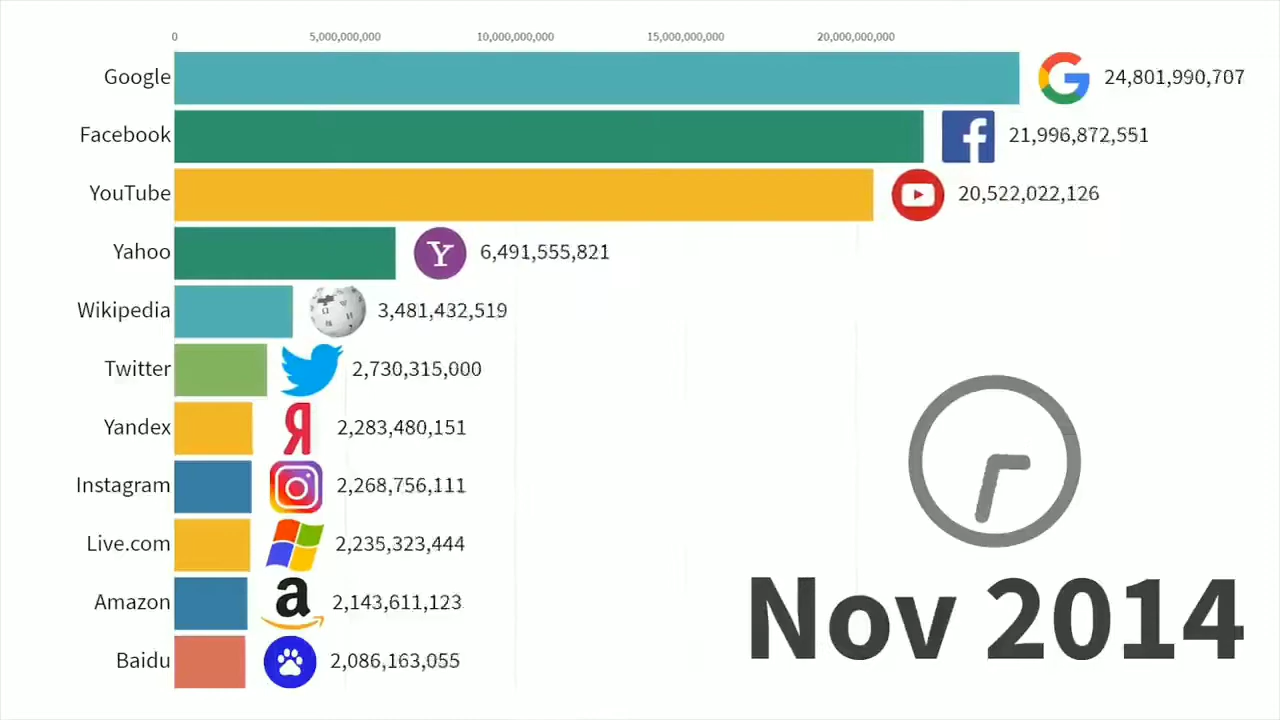 0 5,000,000,000 10,000,000,000 15,000,000,000 20,000,000,000
Google 24,801,990,707
Facebook f 21,996,872,551
YouTube 20,522,022,126
Yahoo Y 6,491,555,821
Wikipedia 3,481,432,519
Twitter 2,730,315,000
Yandex Я 2,283,480,151
Instagram 2,268,756,111
Live.com 2,235,323,444
Amazon a 2,143,611,123
Baidu 2,086,163,055
Nov 2014